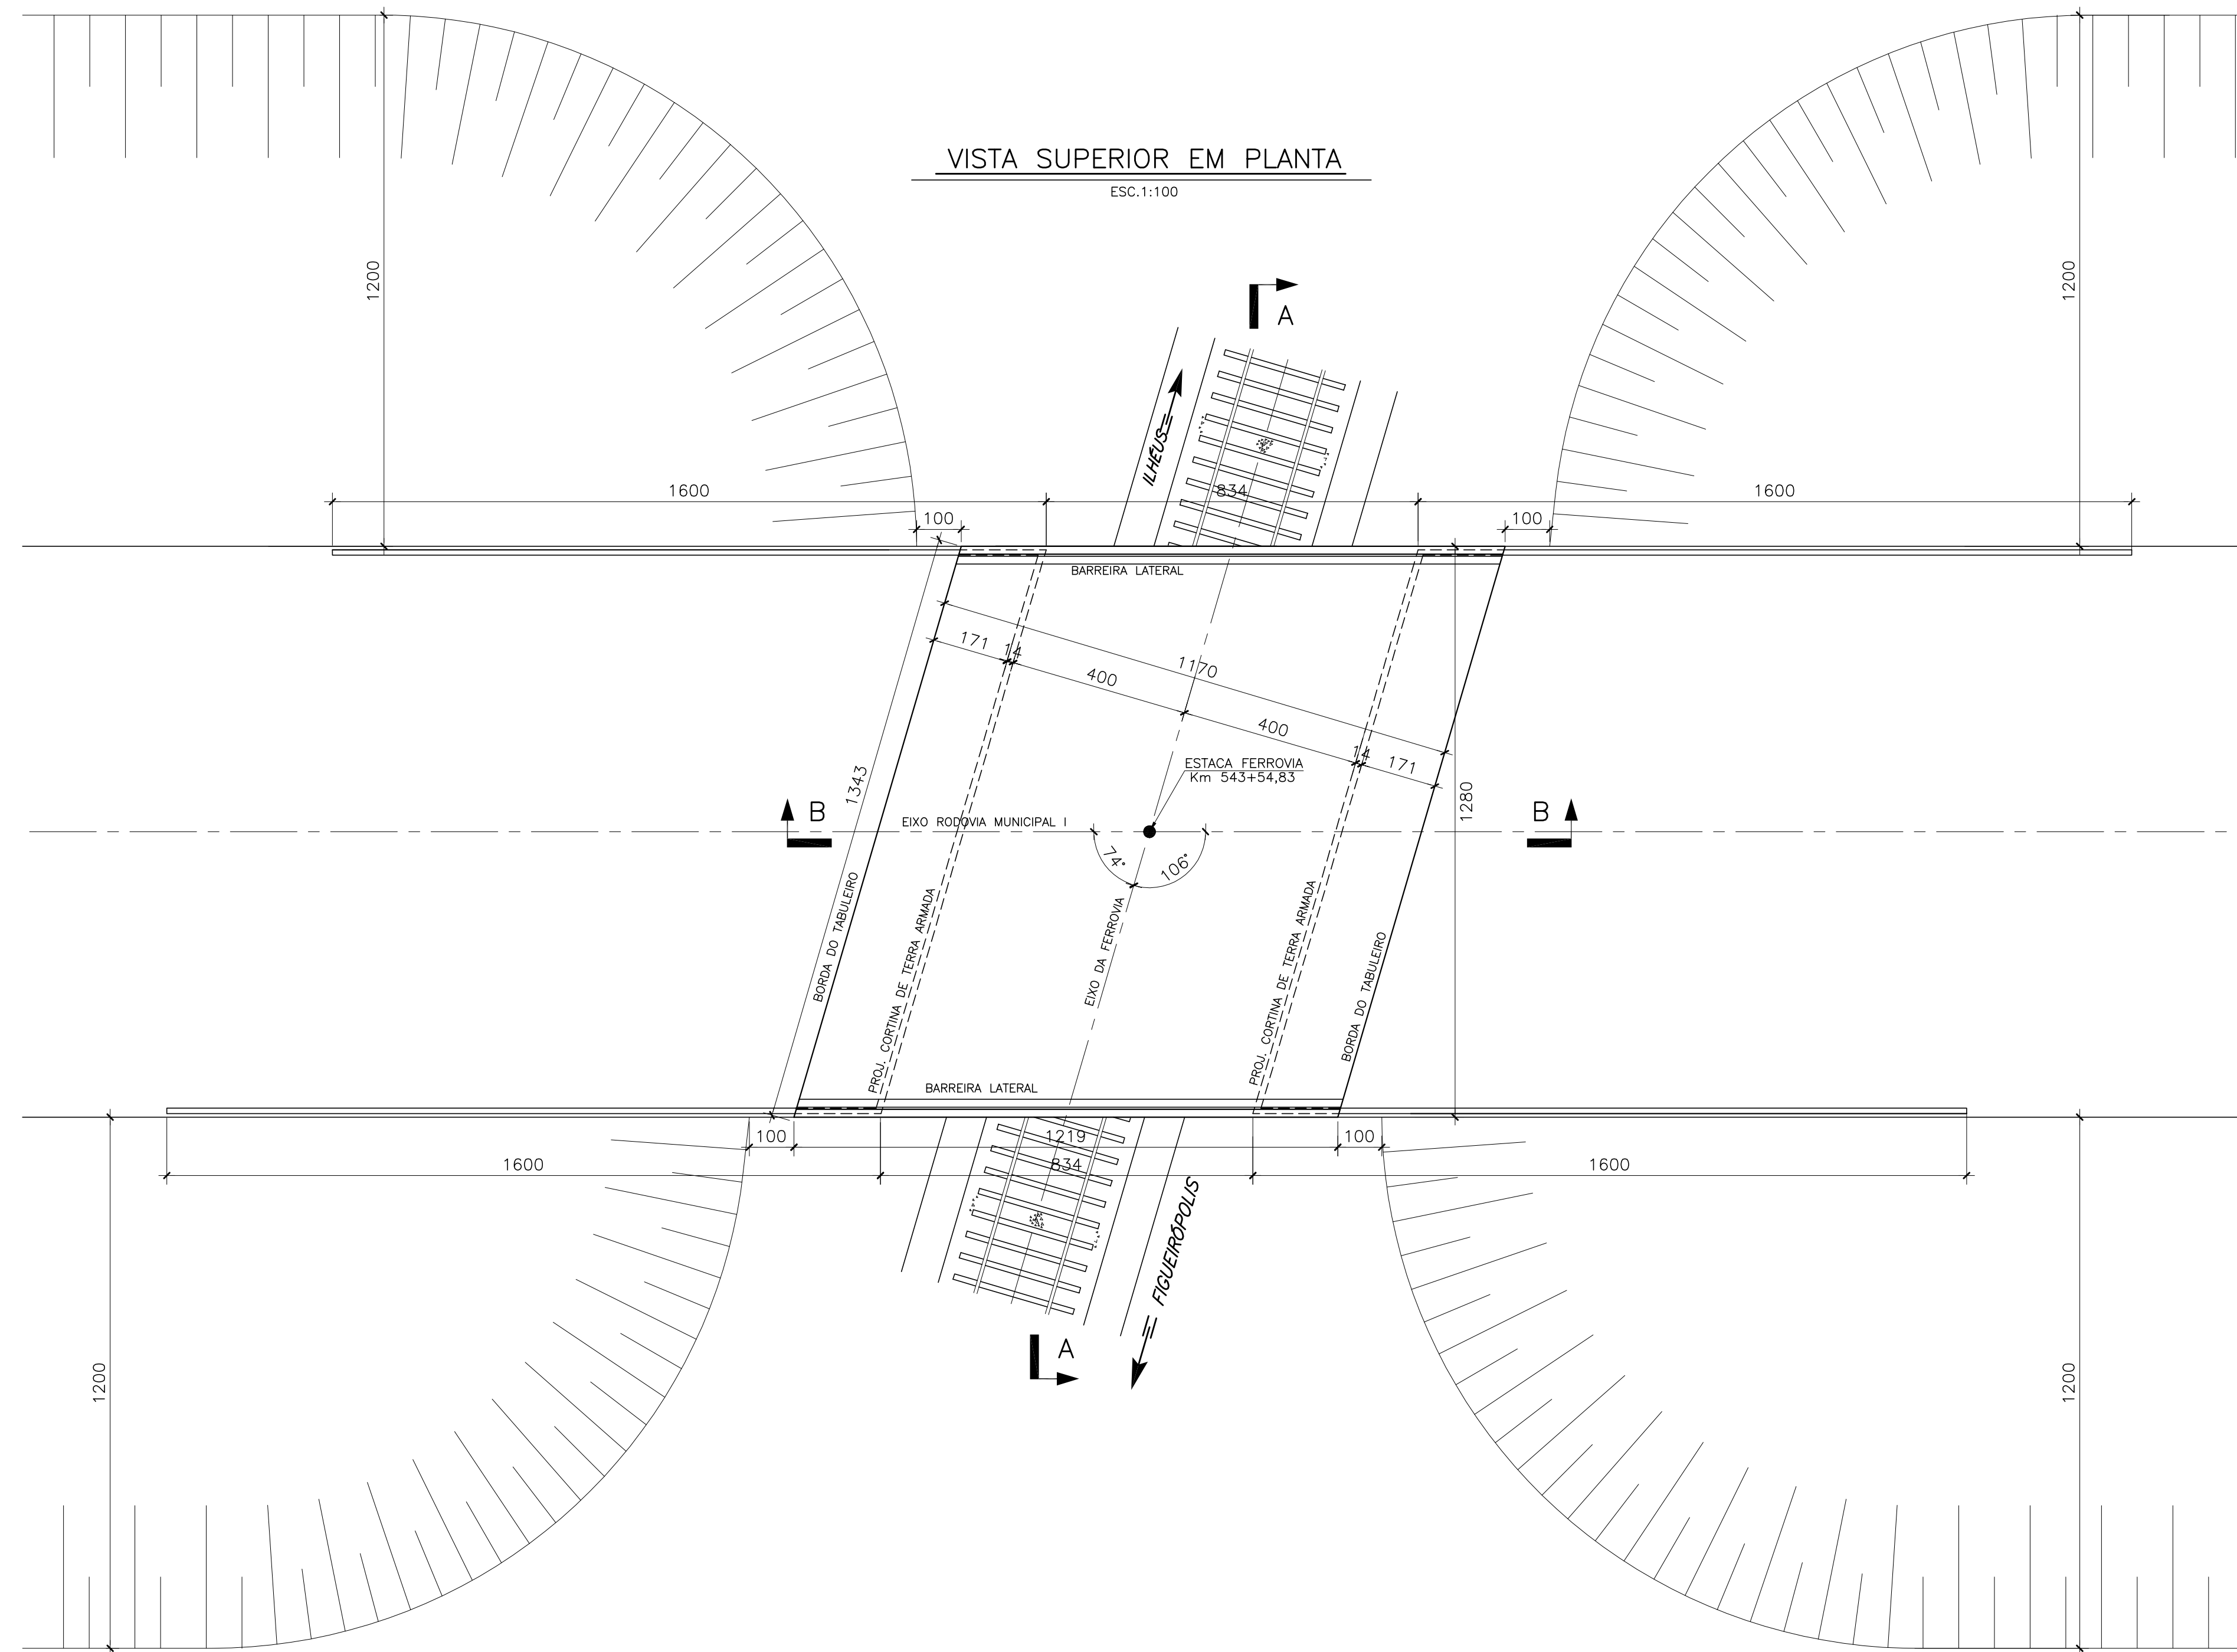 VISTA SUPERIOR EM PLANTA
ESC.1:100
1200
1200
A
ILHÉUS
1600
834
1600
100
100
BARREIRA LATERAL
171
14
1170
400
400
14
171
1343
ESTACA FERROVIA
Km 543+54,83
1280
B
B
EIXO RODOVIA MUNICIPAL I
74°
106°
BORDA DO TABULEIRO
PROJ. CORTINA DE TERRA ARMADA
EIXO DA FERROVIA
PROJ. CORTINA DE TERRA ARMADA
BORDA DO TABULEIRO
BARREIRA LATERAL
100
1219
100
1600
834
1600
FIGUEIRÓPOLIS
A
1200
1200